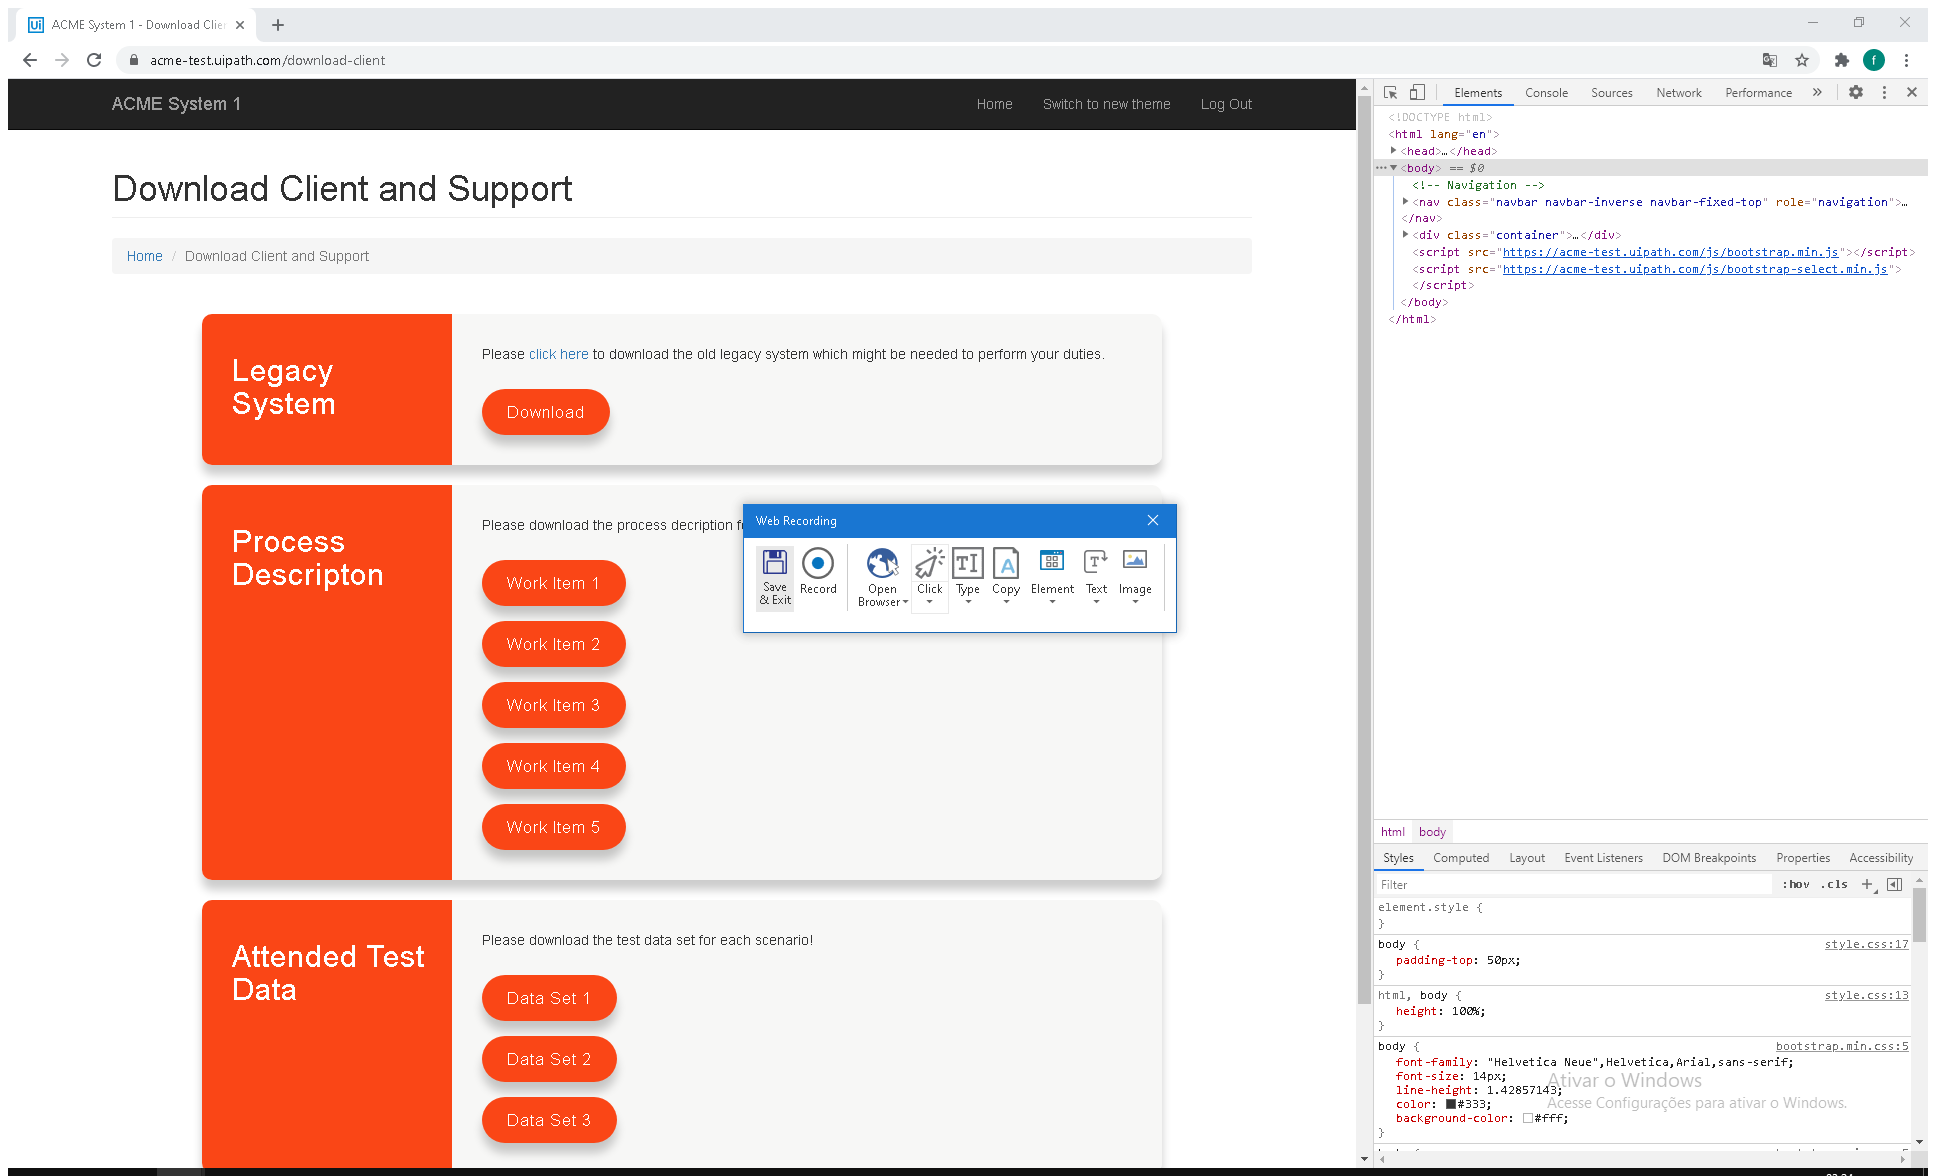 ACME System 1 - Download Clier
acme-test.uipath.com/download-client
f
ACME System 1
Home
Switch to new theme
Log Out
Download Client and Support
Home / Download Client and Support
Legacy
System
Please click here to download the old legacy system which might be needed to perform your duties.
Download
Process
Descripton
Please download the process decription f
Work Item 1
Work Item 2
Work Item 3
Work Item 4
Work Item 5
Web Recording
Save
& Exit
Record
Open
Browser
Click
Type
Copy
Element
Text
Image
Attended Test
Data
Please download the test data set for each scenario!
Data Set 1
Data Set 2
Data Set 3
Elements
Console
Sources
Network
Performance
»
<!DOCTYPE html>
<html lang="en">
<head>…</head>
<body> == $0
<!-- Navigation -->
<nav class="navbar navbar-inverse navbar-fixed-top" role="navigation">…
</nav>
<div class="container">…</div>
<script src="https://acme-test.uipath.com/js/bootstrap.min.js"></script>
<script src="https://acme-test.uipath.com/js/bootstrap-select.min.js">
</script>
</body>
</html>
html body
Styles
Computed
Layout
Event Listeners
DOM Breakpoints
Properties
Accessibility
Filter
:hov .cls +
element.style {
}
body {
style.css:17
padding-top: 50px;
}
html, body {
style.css:13
height: 100%;
}
body {
bootstrap.min.css:5
font-family: "Helvetica Neue",Helvetica,Arial,sans-serif;
font-size: 14px;
line-height: 1.42857143;
color: #333;
background-color: #fff;
}
Ativar o Windows
Acesse Configurações para ativar o Windows.